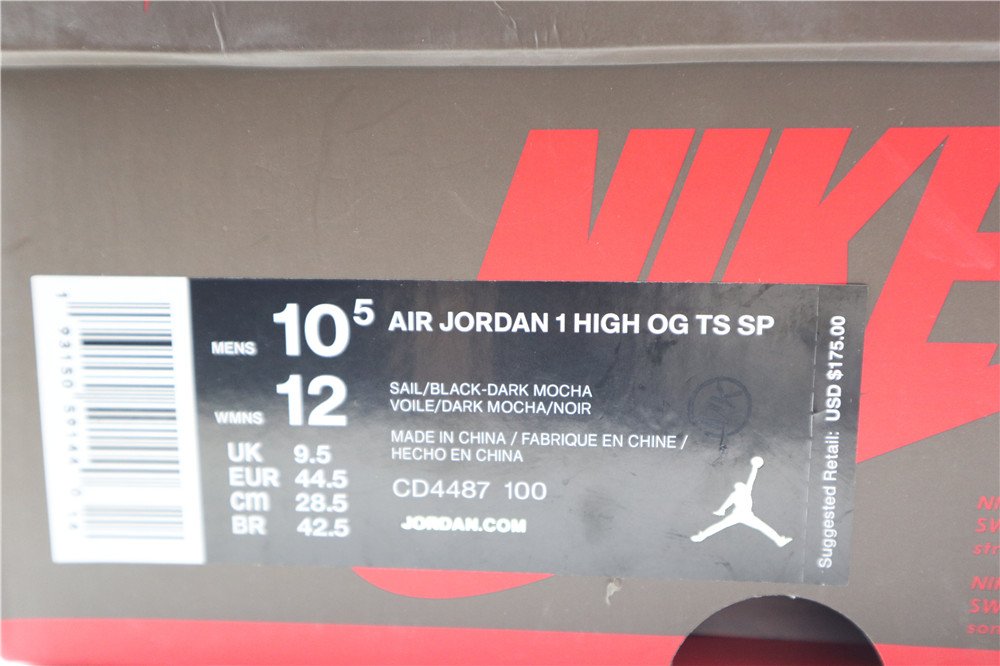 NIKE
MENS 10 5
WMNS 12
UK 9.5
EUR 44.5
cm 28.5
BR 42.5
AIR JORDAN 1 HIGH OG TS SP
SAIL/BLACK-DARK MOCHA
VOILE/DARK MOCHA/NOIR
MADE IN CHINA / FABRIQUE EN CHINE /
HECHO EN CHINA
CD4487 100
JORDAN.COM
Suggested Retail: USD $175.00